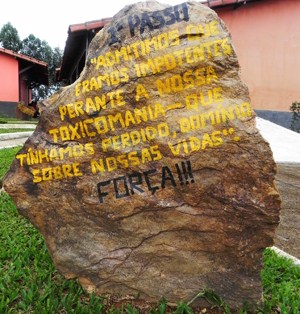 1º PASSO
"ADMITIMOS QUE
ÉRAMOS IMPOTENTES
PERANTE A NOSSA
TOXICOMANIA-QUE
TÍNHAMOS PERDIDO, DOMÍNIO
SOBRE NOSSAS VIDAS".
FORÇA!!!